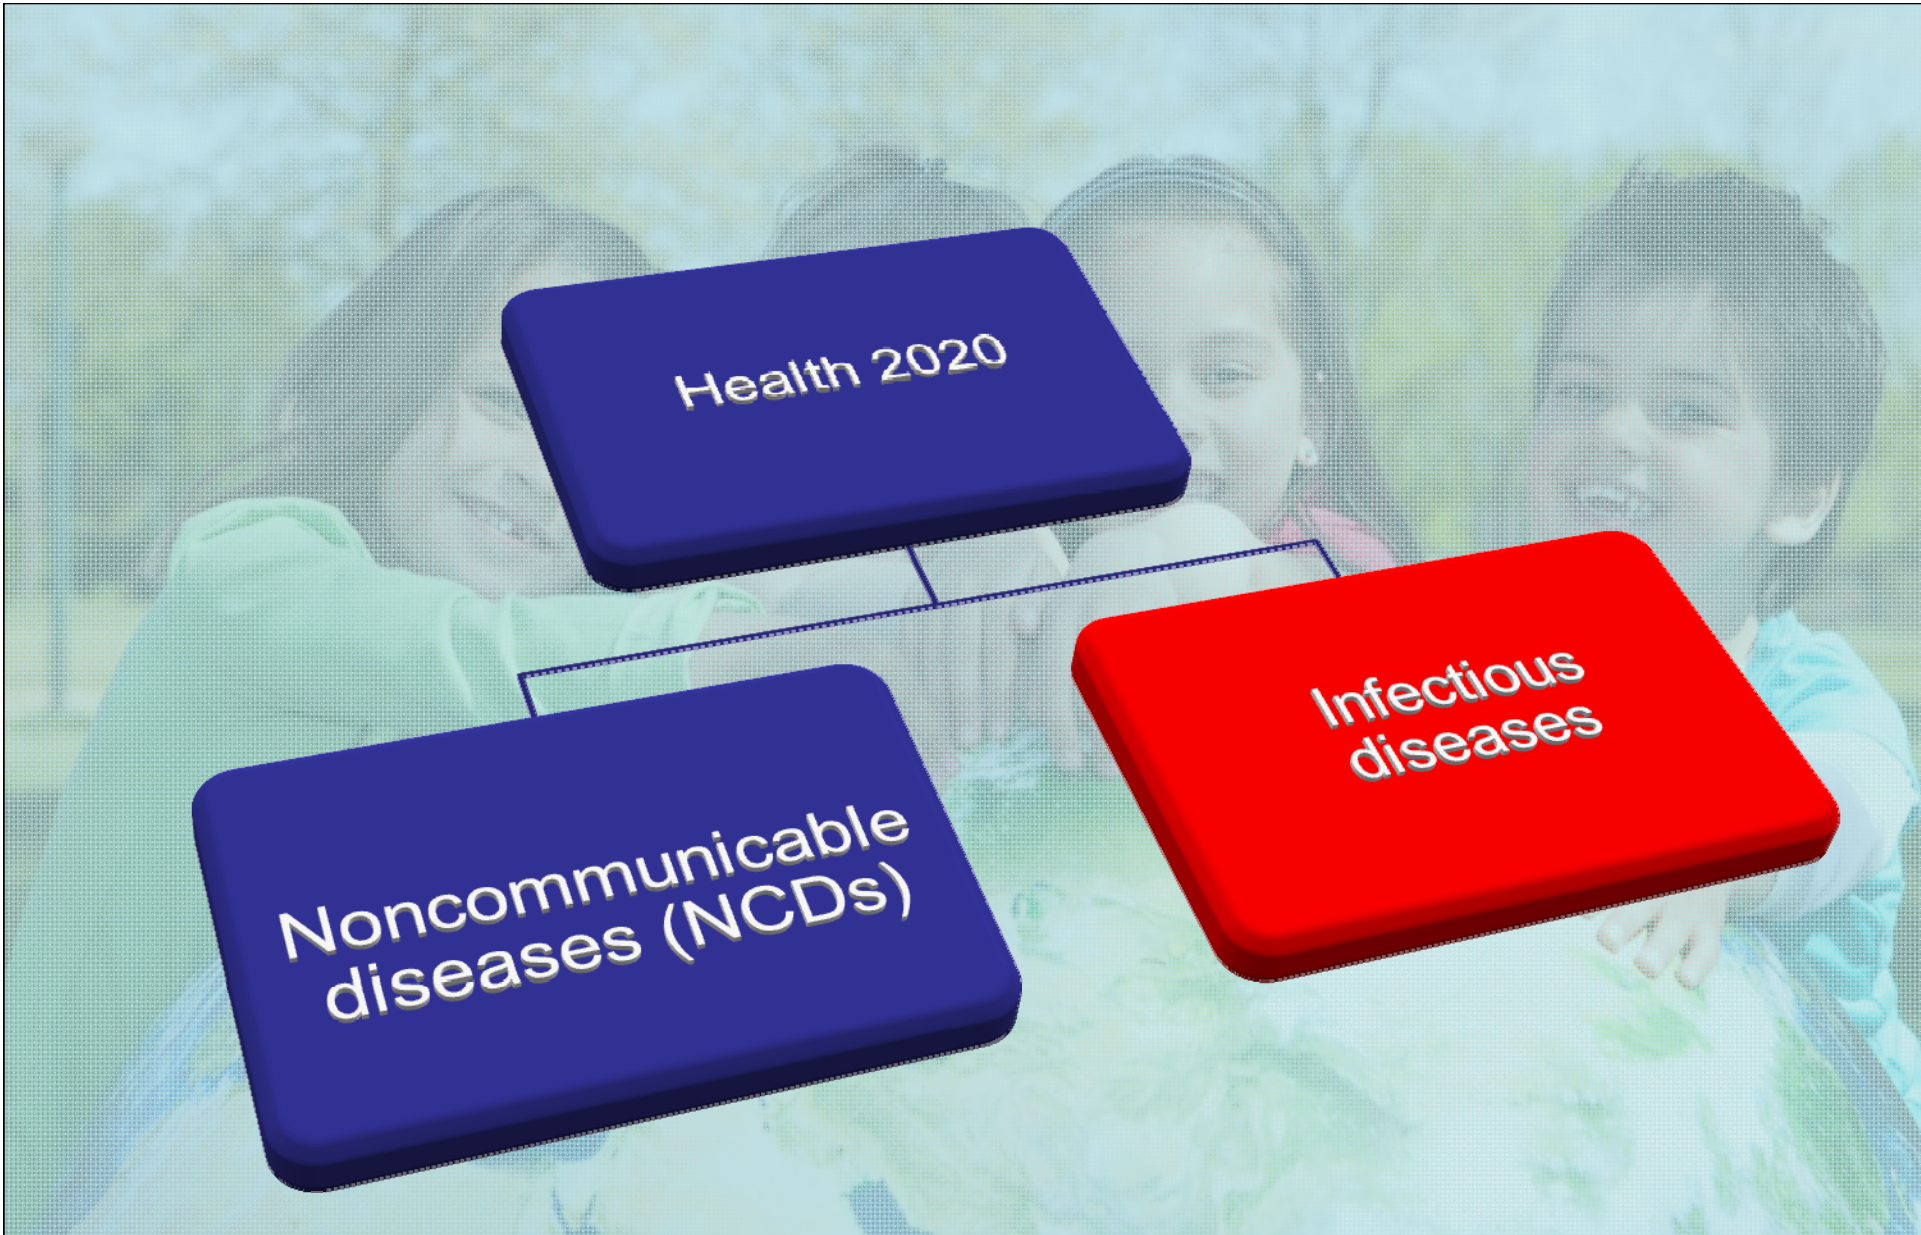 Health 2020
Infectious
diseases
Noncommunicable
diseases (NCDs)